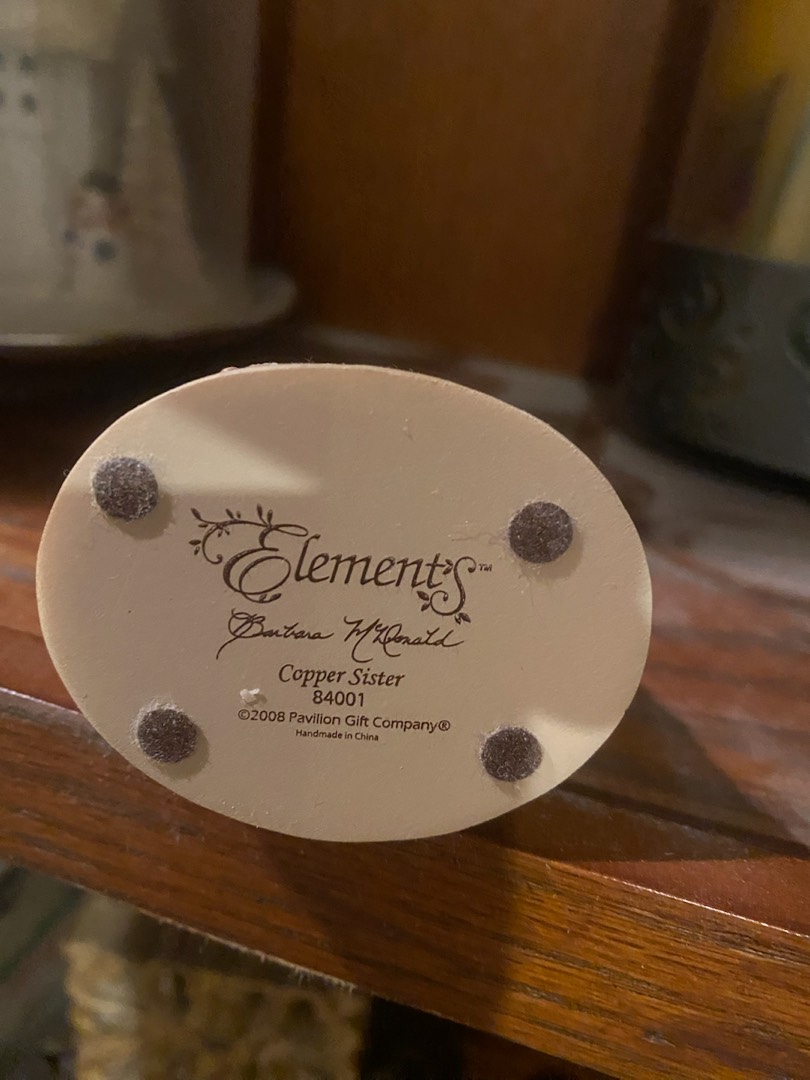 Elements™
Barbara McDonald
Copper Sister
84001
©2008 Pavilion Gift Company®
Handmade in China